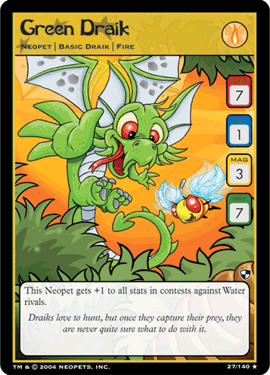 Green Draik
Neopet | Basic Draik | Fire
7
1
MAG
3
INT
7
This Neopet gets +1 to all stats in contests against Water
rivals.
Draiks love to hunt, but once they capture their prey, they
are never quite sure what to do with it.
TM & © 2004 NEOPETS, INC.
27/140 ★